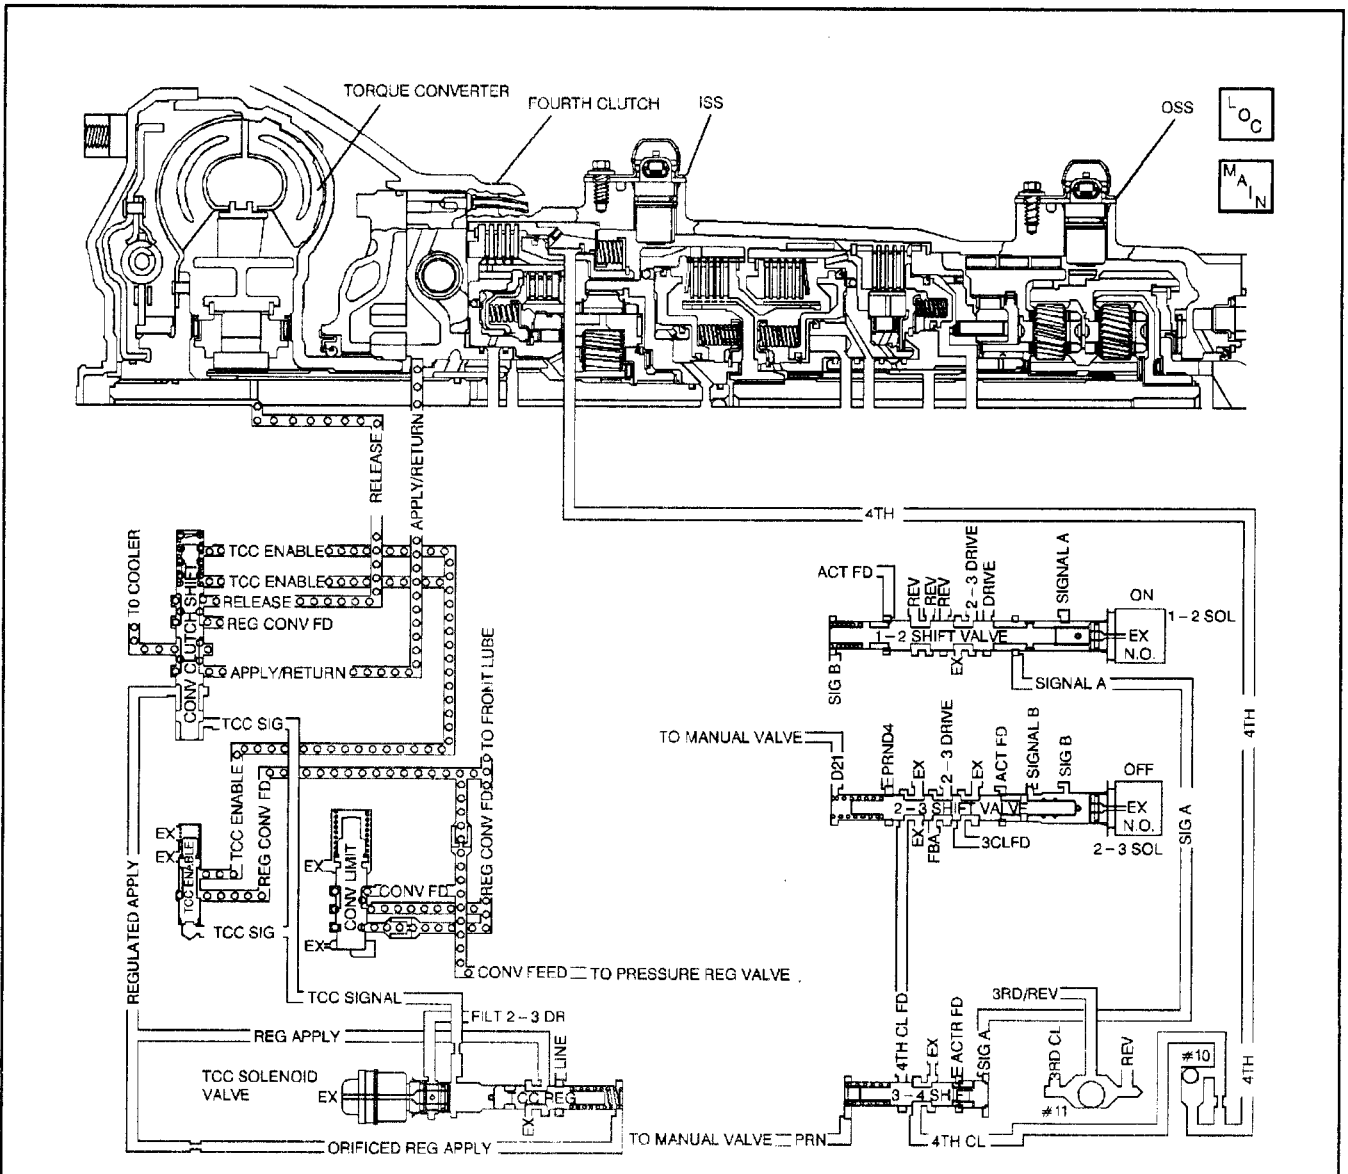 TORQUE CONVERTER
FOURTH CLUTCH
ISS
OSS
LOC
MAIN
RELEASE
APPLY/RETURN
4TH
TO COOLER
CONV CLUTCH SHIFT
TCC ENABLE
TCC ENABLE
RELEASE
REG CONV FD
APPLY/RETURN
TCC SIG
TO FRONT LUBE
ACT FD
REV
REV
REV
2-3 DRIVE
DRIVE
SIGNAL A
ON
1-2 SOL
1-2 SHIFT VALVE
EX
N.O.
SIG B
EX
SIGNAL A
4TH
TO MANUAL VALVE
D21
PRND4
EX
2-3 DRIVE
EX
ACT FD
SIGNAL B
SIG B
OFF
2-3 SHIFT VALVE
EX
N.O.
2-3 SOL
EX
FBA
3CLFD
SIG A
REGULATED APPLY
TCC ENABLE
REG CONV FD
REG CONV FD
EX
EX
TCC ENABLE
TCC SIG
EX
CONV LIMIT
CONV FD
EX
CONV FEED
TO PRESSURE REG VALVE
TCC SIGNAL
FILT 2-3 DR
REG APPLY
LINE
TCC SOLENOID
VALVE
EX
CC REG
EX
ORIFICED REG APPLY
4TH CL FD
EX
ACTR FD
SIG A
3RD/REV
3RD CL
REV
#11
#10
4TH
3-4 SHIF
TO MANUAL VALVE
PRN
4TH CL